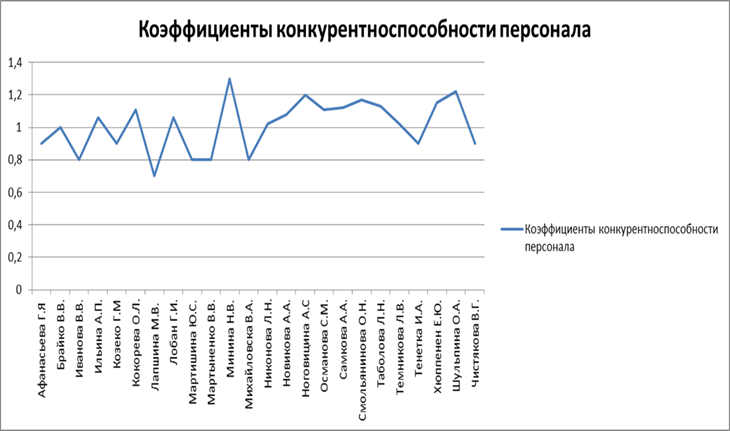 Коэффициенты конкурентноспособности персонала
1,4
1,2
1
0,8
0,6
0,4
0,2
0
Афанасьева Г.Я
Брайко В.В.
Иванова В.В.
Ильина А.П.
Козеко Г.М
Кокорева О.Л.
Лапшина М.В.
Лобан Г.И.
Мартишина Ю.С.
Мартыненко В.В.
Минина Н.В.
Михайловска В.А.
Никонова Л.Н.
Новикова А.А.
Ноговицина А.С
Османова С.М.
Самкова А.А.
Смольянинова О.Н.
Таболова Л.Н.
Темникова Л.В.
Тенетка И.А.
Хюппенен Е.Ю.
Шульпина О.А.
Чистякова В.Г.
Коэффициенты конкурентноспособности
персонала